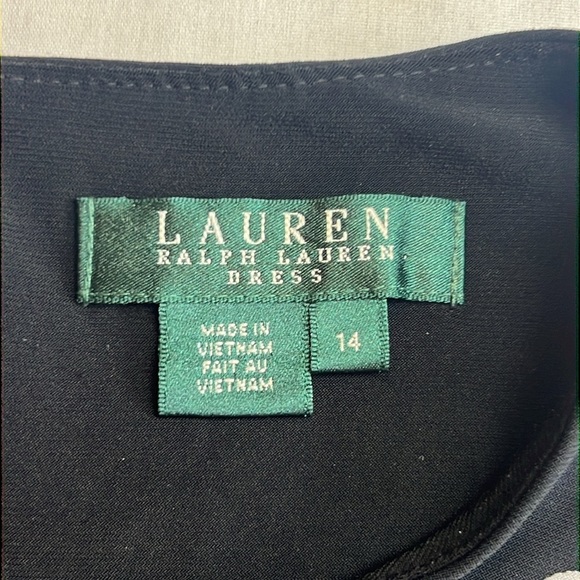 LAUREN
RALPH LAUREN
DRESS
MADE IN
VIETNAM
FAIT AU
VIETNAM
14